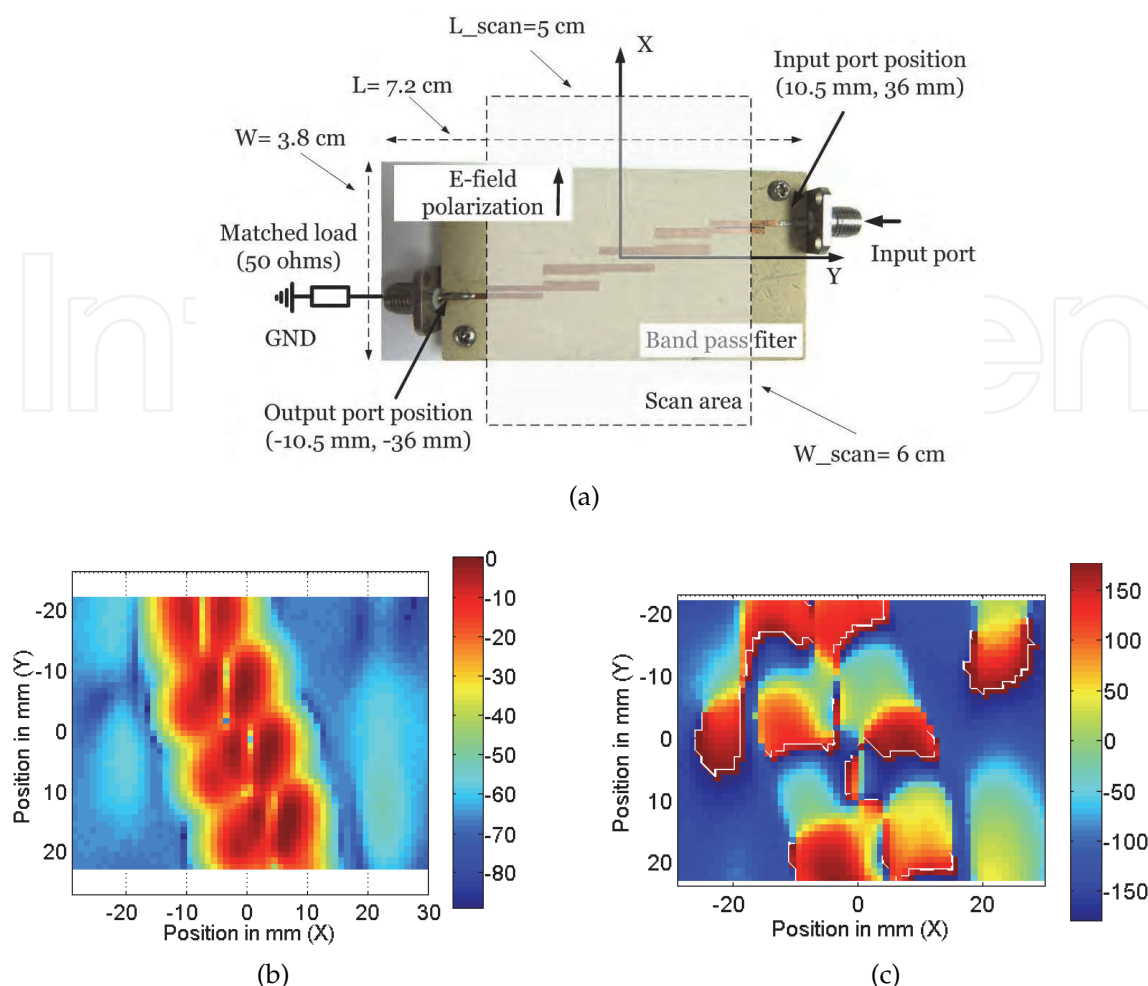 L_scan=5 cm
X
Input port position
(10.5 mm, 36 mm)
L= 7.2 cm
W= 3.8 cm
E-field
polarization
Matched load
(50 ohms)
Input port
Y
GND
Band pass fiter
Output port position
(-10.5 mm, -36 mm)
Scan area
W_scan= 6 cm
Inten
(a)
0
-10
-20
-30
-40
-50
-60
-70
-80
-20
-10
0
10
20
Position in mm (Y)
-20 -10 0 10 20 30
Position in mm (X)
(b)
150
100
50
0
-50
-100
-150
-20
-10
0
10
20
Position in mm (Y)
-20 0 20
Position in mm (X)
(c)